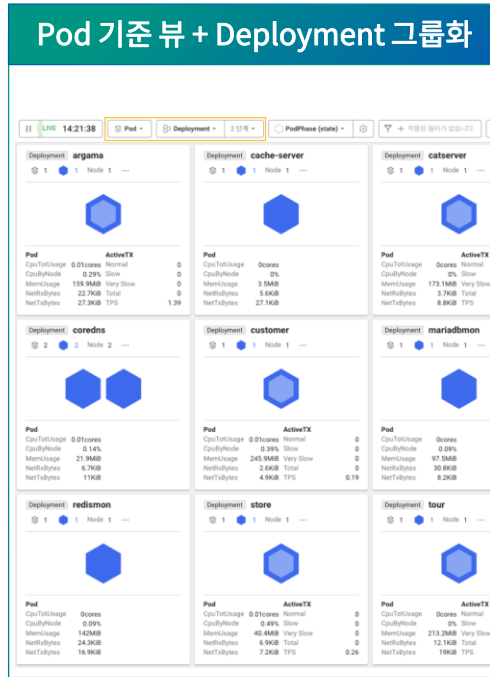 Pod 기준 뷰 + Deployment 그룹화
LIVE 14:21:38 Pod Deployment 2단계 PodPhase (state) + 적용된 필터가 없습니다
Deployment argama
1 1 Node 1 ···
Pod ActiveTX
CpuTotUsage 0.01cores Normal 0
CpuByNode 0.29% Slow 0
MemUsage 159.9MiB Very Slow 0
NetRxBytes 22.7KiB Total 0
NetTxBytes 27.3KiB TPS 1.39
Deployment cache-server
1 1 Node 1 ···
Pod
CpuTotUsage 0cores
CpuByNode 0%
MemUsage 3.5MiB
NetRxBytes 5.6KiB
NetTxBytes 27.1KiB
Deployment catserver
1 1 Node 1 ···
Pod ActiveTX
CpuTotUsage 0cores Normal
CpuByNode 0% Slow
MemUsage 173.1MiB Very Slow
NetRxBytes 3.7KiB Total
NetTxBytes 8.8KiB TPS
Deployment coredns
2 2 Node 2 ···
Pod
CpuTotUsage 0.01cores
CpuByNode 0.14%
MemUsage 21.9MiB
NetRxBytes 6.7KiB
NetTxBytes 11KiB
Deployment customer
1 1 Node 1 ···
Pod ActiveTX
CpuTotUsage 0.01cores Normal 0
CpuByNode 0.39% Slow 0
MemUsage 245.9MiB Very Slow 0
NetRxBytes 2.6KiB Total 0
NetTxBytes 4.9KiB TPS 0.19
Deployment mariadbmon
1 1 Node 1 ···
Pod
CpuTotUsage 0cores
CpuByNode 0.09%
MemUsage 97.5MiB
NetRxBytes 30.8KiB
NetTxBytes 8.2KiB
Deployment redismon
1 1 Node 1 ···
Pod
CpuTotUsage 0cores
CpuByNode 0.09%
MemUsage 142MiB
NetRxBytes 24.3KiB
NetTxBytes 16.9KiB
Deployment store
1 1 Node 1 ···
Pod ActiveTX
CpuTotUsage 0.01cores Normal 0
CpuByNode 0.49% Slow 0
MemUsage 40.4MiB Very Slow 0
NetRxBytes 6.9KiB Total 0
NetTxBytes 7.2KiB TPS 0.26
Deployment tour
1 1 Node 1 ···
Pod ActiveTX
CpuTotUsage 0cores Normal
CpuByNode 0% Slow
MemUsage 213.2MiB Very Slow
NetRxBytes 12.1KiB Total
NetTxBytes 19KiB TPS